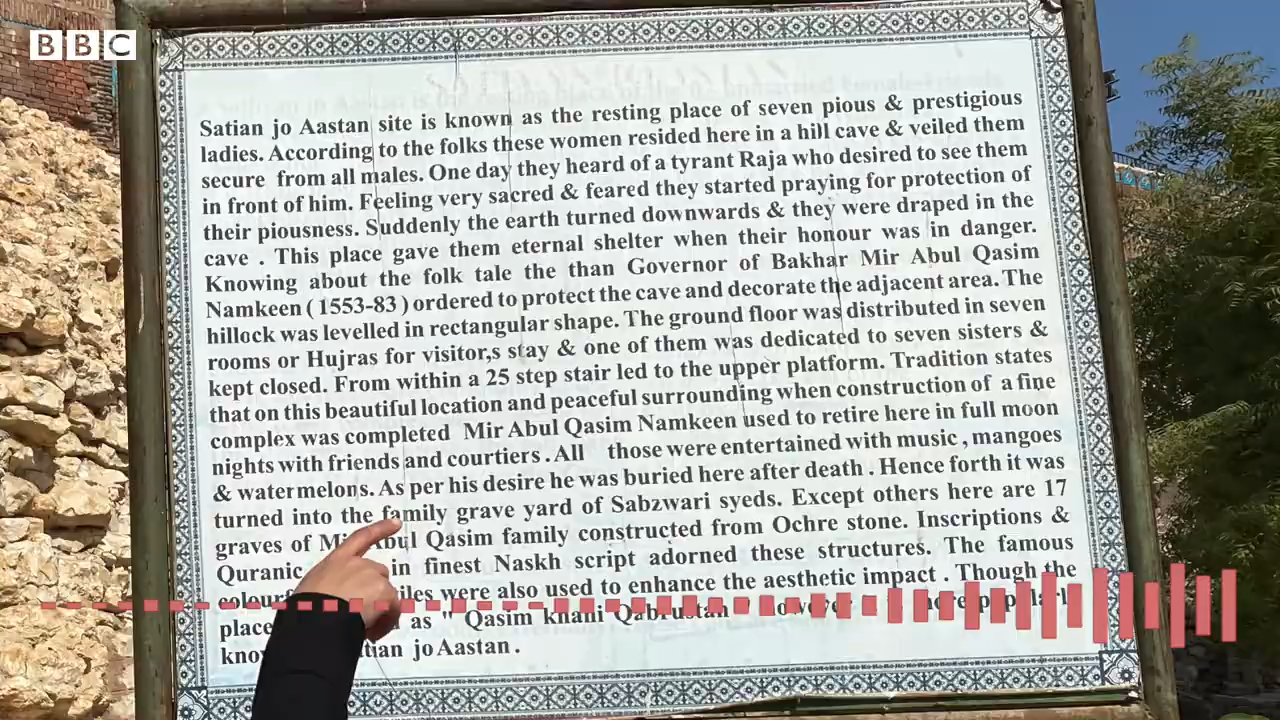 BBC
Satian jo Aastan site is known as the resting place of seven pious & prestigious
ladies. According to the folks these women resided here in a hill cave & veiled them
secure from all males. One day they heard of a tyrant Raja who desired to see them
in front of him. Feeling very sacred & feared they started praying for protection of
their piousness. Suddenly the earth turned downwards & they were draped in the
cave . This place gave them eternal shelter when their honour was in danger.
Knowing about the folk tale the than Governor of Bakhar Mir Abul Qasim
Namkeen ( 1553-83 ) ordered to protect the cave and decorate the adjacent area. The
hillock was levelled in rectangular shape. The ground floor was distributed in seven
rooms or Hujras for visitor,s stay & one of them was dedicated to seven sisters &
kept closed. From within a 25 step stair led to the upper platform. Tradition states
that on this beautiful location and peaceful surrounding when construction of a fine
complex was completed Mir Abul Qasim Namkeen used to retire here in full moon
nights with friends and courtiers . All those were entertained with music , mangoes
& watermelons. As per his desire he was buried here after death . Hence forth it was
turned into the family grave yard of Sabzwari syeds. Except others here are 17
graves of Mir Abul Qasim family constructed from Ochre stone. Inscriptions &
Quranic in finest Naskh script adorned these structures. The famous
were also used to enhance the aesthetic impact . Though the
place as " Qasim khani Qabrustan "
jo Aastan .